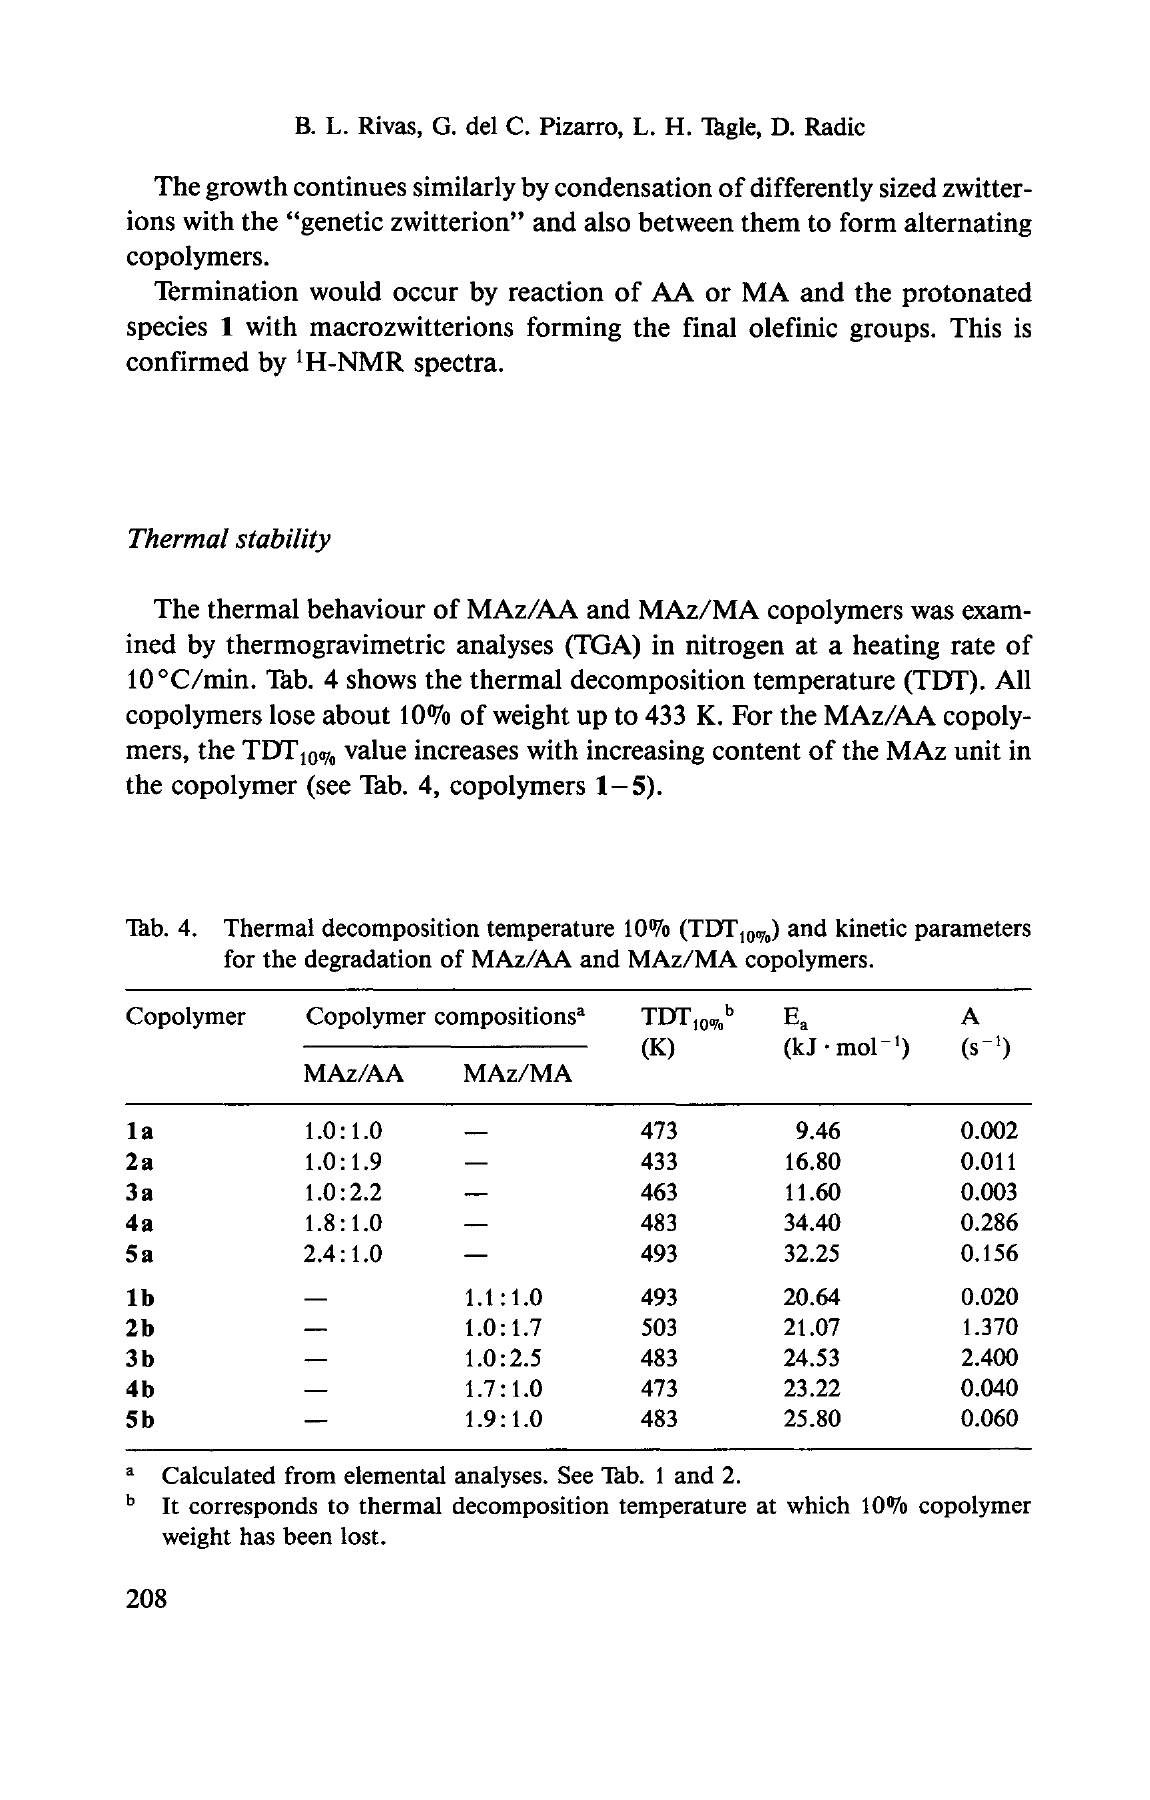 B. L. Rivas, G. del C. Pizarro, L. H. Tagle, D. Radic
The growth continues similarly by condensation of differently sized zwitter-
ions with the “genetic zwitterion” and also between them to form alternating
copolymers.
Termination would occur by reaction of AA or MA and the protonated
species 1 with macrozwitterions forming the final olefinic groups. This is
confirmed by ¹H-NMR spectra.
Thermal stability
The thermal behaviour of MAz/AA and MAz/MA copolymers was exam-
ined by thermogravimetric analyses (TGA) in nitrogen at a heating rate of
10 °C/min. Tab. 4 shows the thermal decomposition temperature (TDT). All
copolymers lose about 10% of weight up to 433 K. For the MAz/AA copoly-
mers, the TDT10% value increases with increasing content of the MAz unit in
the copolymer (see Tab. 4, copolymers 1–5).
Tab. 4. Thermal decomposition temperature 10% (TDT10%) and kinetic parameters
for the degradation of MAz/AA and MAz/MA copolymers.
Copolymer Copolymer compositionsᵃ TDT10%ᵇ Ea A
(K) (kJ · mol⁻¹) (s⁻¹)
MAz/AA MAz/MA
1a 1.0:1.0 — 473 9.46 0.002
2a 1.0:1.9 — 433 16.80 0.011
3a 1.0:2.2 — 463 11.60 0.003
4a 1.8:1.0 — 483 34.40 0.286
5a 2.4:1.0 — 493 32.25 0.156
1b — 1.1:1.0 493 20.64 0.020
2b — 1.0:1.7 503 21.07 1.370
3b — 1.0:2.5 483 24.53 2.400
4b — 1.7:1.0 473 23.22 0.040
5b — 1.9:1.0 483 25.80 0.060
ᵃ Calculated from elemental analyses. See Tab. 1 and 2.
ᵇ It corresponds to thermal decomposition temperature at which 10% copolymer
weight has been lost.
208